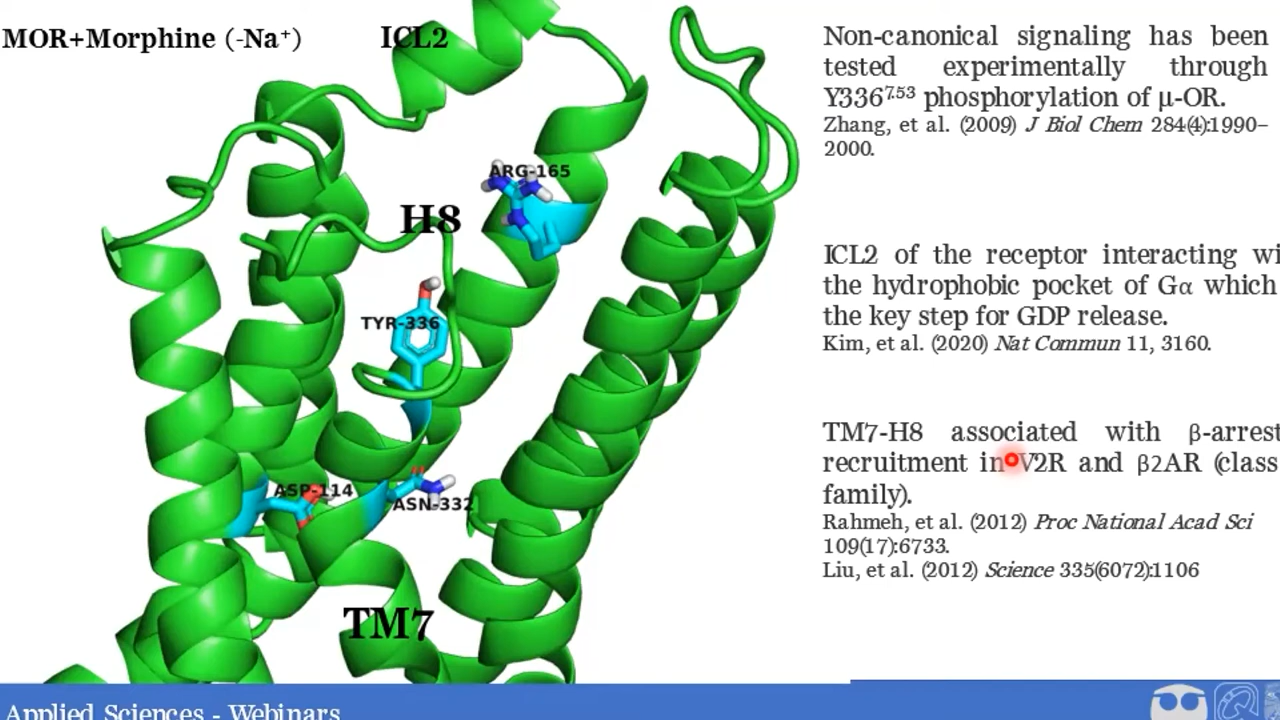 MOR+Morphine (-Na⁺)
ICL2
ARG-165
H8
TYR-336
ASP-114
ASN-332
TM7
Non-canonical signaling has been
tested experimentally through
Y336⁷·⁵³ phosphorylation of μ-OR.
Zhang, et al. (2009) J Biol Chem 284(4):1990–
2000.
ICL2 of the receptor interacting wi
the hydrophobic pocket of Gα which
the key step for GDP release.
Kim, et al. (2020) Nat Commun 11, 3160.
TM7-H8 associated with β-arrest
recruitment in V2R and β2AR (class
family).
Rahmeh, et al. (2012) Proc National Acad Sci
109(17):6733.
Liu, et al. (2012) Science 335(6072):1106
Applied Sciences - Webinars